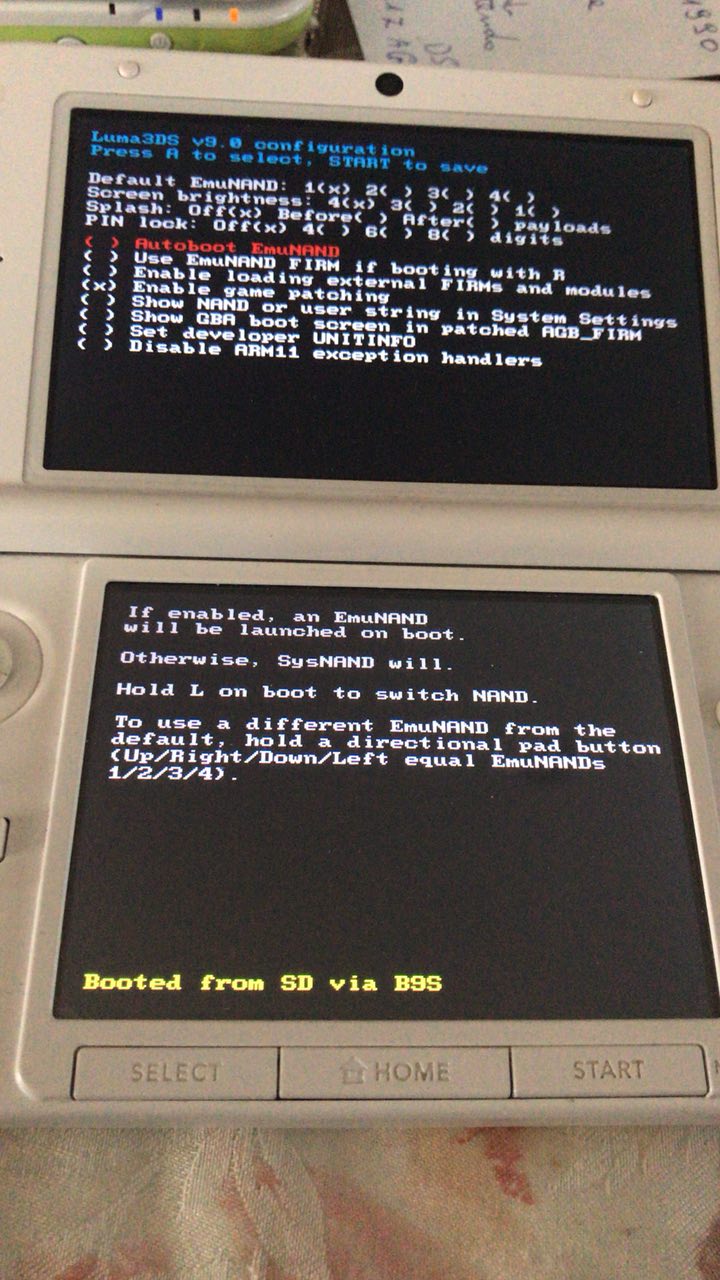 1990
DS
17 AG
Luma3DS v9.0 configuration
Press A to select, START to save
Default EmuNAND: 1(x) 2( ) 3( ) 4( )
Screen brightness: 4(x) 3( ) 2( ) 1( )
Splash: Off(x) Before( ) After( ) payloads
PIN lock: Off(x) 4( ) 6( ) 8( ) digits
( ) Autoboot EmuNAND
( ) Use EmuNAND FIRM if booting with R
( ) Enable loading external FIRMs and modules
(x) Enable game patching
( ) Show NAND or user string in System Settings
( ) Show GBA boot screen in patched AGB_FIRM
( ) Set developer UNITINFO
( ) Disable ARM11 exception handlers
If enabled, an EmuNAND
will be launched on boot.
Otherwise, SysNAND will.
Hold L on boot to switch NAND.
To use a different EmuNAND from the
default, hold a directional pad button
(Up/Right/Down/Left equal EmuNANDs
1/2/3/4).
Booted from SD via B9S
SELECT
HOME
START